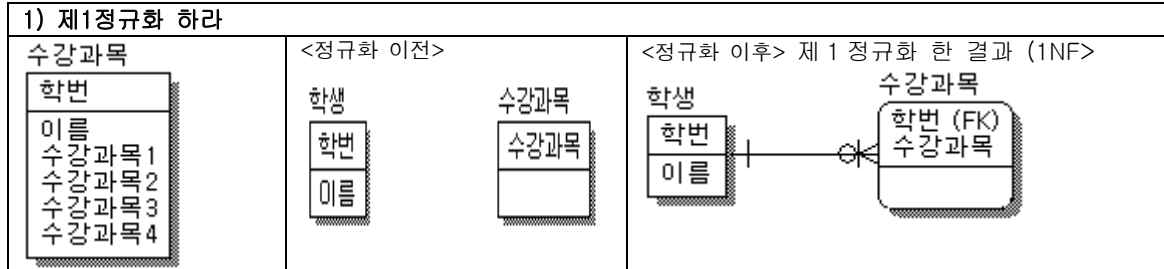 1) 제1정규화 하라
수강과목
학번
이름
수강과목1
수강과목2
수강과목3
수강과목4
<정규화 이전>
학생
학번
이름
수강과목
수강과목
<정규화 이후> 제 1 정규화 한 결과 (1NF>
학생
학번
이름
수강과목
학번 (FK)
수강과목